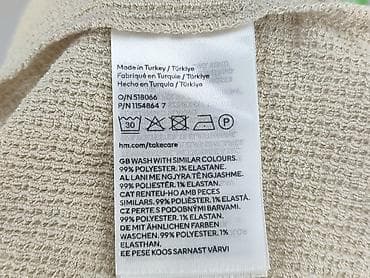 Made in Turkey / Türkiye
Fabriqué en Turquie / Türkiye
Hecho en Turquía / Türkiye
O/N 518066
P/N 1154864 7
30
P
hm.com/takecare
GB WASH WITH SIMILAR COLOURS.
99% POLYESTER. 1% ELASTANE
AL LANI ME NGJYRA TË NGJASHME.
99% POLIESTËR. 1% ELASTAN
CAT RENTEU-HO AMB PECES
SIMILARS. 99% POLIÈSTER. 1% ELASTÀ
CZ PERTE S PODOBNÝMI BARVAMI.
99% POLYESTER. 1% ELASTAN
DE MIT ÄHNLICHEN FARBEN
WASCHEN. 99% POLYESTER. 1%
ELASTHAN.
EE PESE KOOS SARNAST VÄRVI